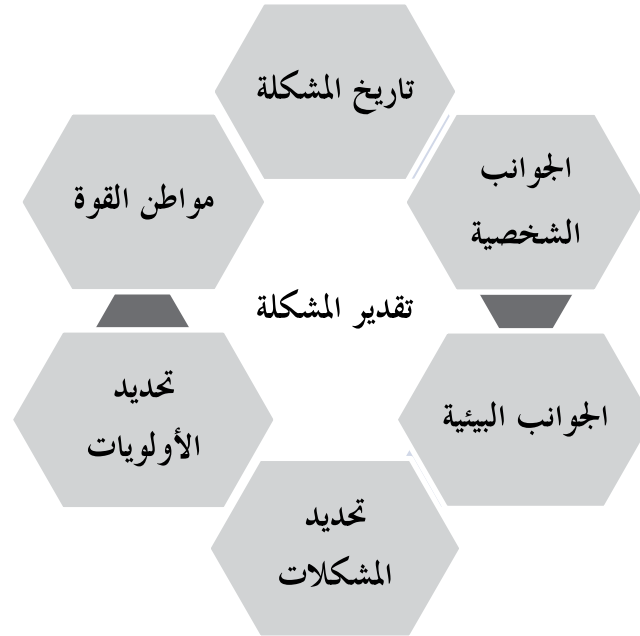 تاريخ المشكلة
الجوانب
الشخصية
مواطن القوة
تقدير المشكلة
الجوانب البيئية
تحديد
الأولويات
تحديد
المشكلات